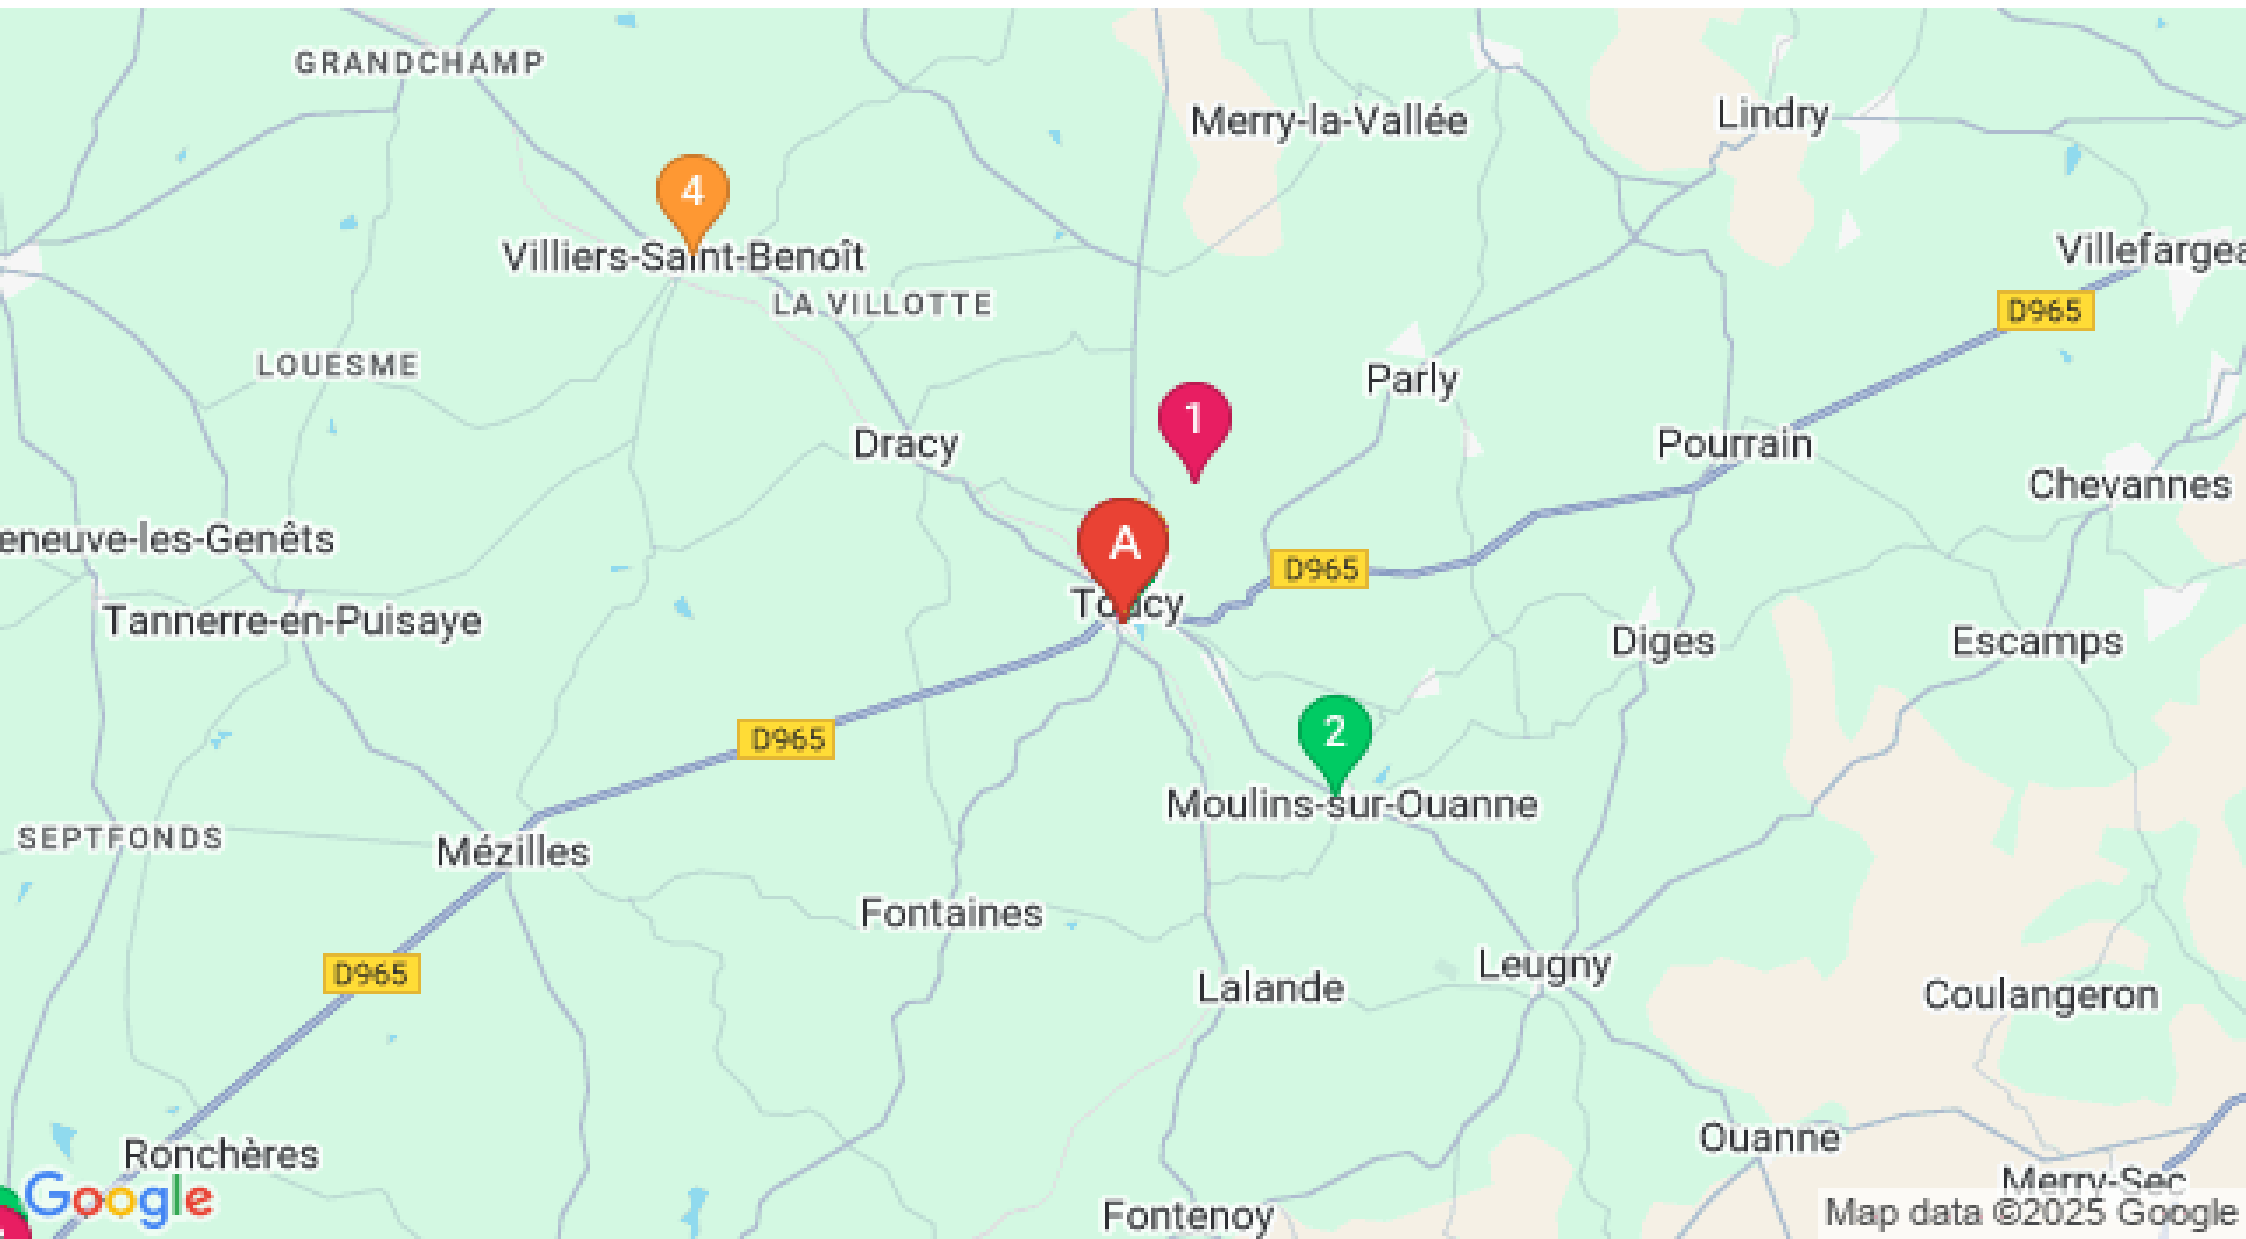 GRANDCHAMP
Merry-la-Vallée
Lindry
4
Villiers-Saint-Benoît
Villefargea
LA VILLOTTE
D965
LOUESME
Parly
1
Dracy
Pourrain
Chevannes
eneuve-les-Genêts
A
D965
Toucy
Tannerre-en-Puisaye
Diges
Escamps
2
D965
Moulins-sur-Ouanne
SEPTFONDS
Mézilles
Fontaines
D965
Leugny
Lalande
Coulangeron
Ronchères
Ouanne
Merry-Sec
Google
Fontenoy
Map data ©2025 Google